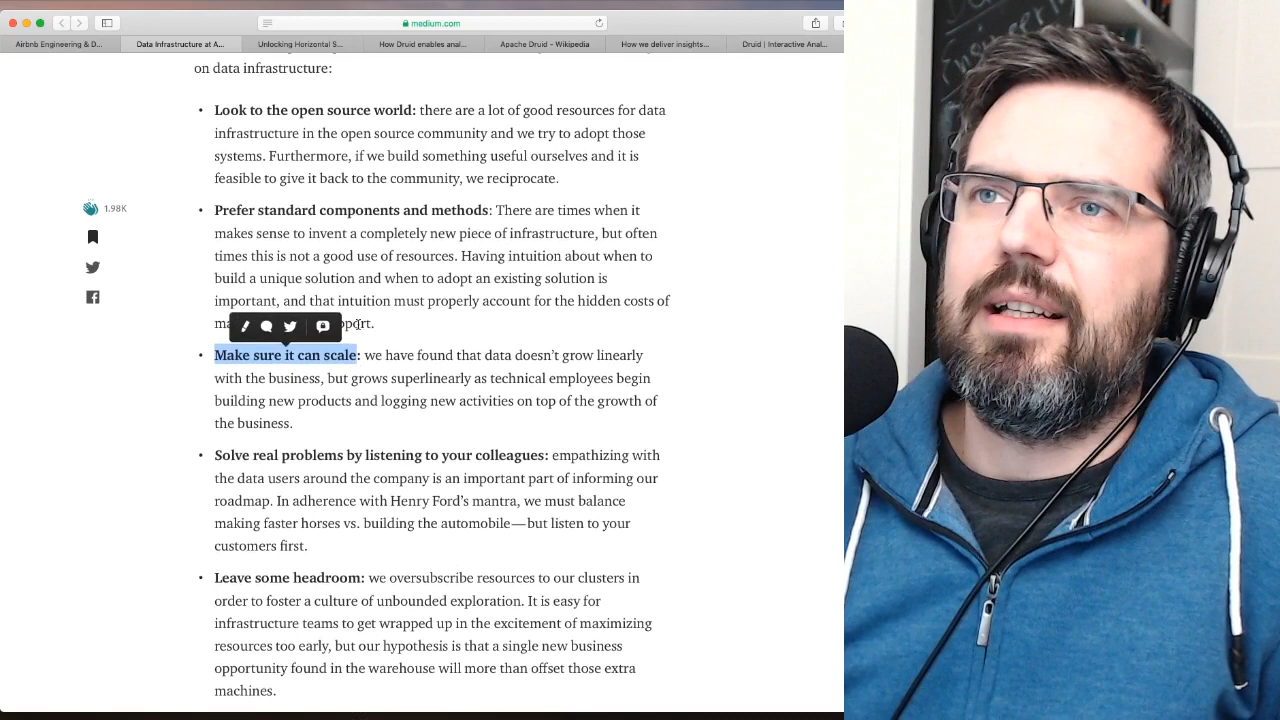 medium.com
Airbnb Engineering & D...
Data Infrastructure at A...
Unlocking Horizontal S...
How Druid enables anal...
Apache Druid – Wikipedia
How we deliver insights...
Druid | Interactive Anal...
on data infrastructure:
• Look to the open source world: there are a lot of good resources for data
infrastructure in the open source community and we try to adopt those
systems. Furthermore, if we build something useful ourselves and it is
feasible to give it back to the community, we reciprocate.
1.98K
• Prefer standard components and methods: There are times when it
makes sense to invent a completely new piece of infrastructure, but often
times this is not a good use of resources. Having intuition about when to
build a unique solution and when to adopt an existing solution is
important, and that intuition must properly account for the hidden costs of
• Make sure it can scale: we have found that data doesn’t grow linearly
with the business, but grows superlinearly as technical employees begin
building new products and logging new activities on top of the growth of
the business.
• Solve real problems by listening to your colleagues: empathizing with
the data users around the company is an important part of informing our
roadmap. In adherence with Henry Ford’s mantra, we must balance
making faster horses vs. building the automobile — but listen to your
customers first.
• Leave some headroom: we oversubscribe resources to our clusters in
order to foster a culture of unbounded exploration. It is easy for
infrastructure teams to get wrapped up in the excitement of maximizing
resources too early, but our hypothesis is that a single new business
opportunity found in the warehouse will more than offset those extra
machines.